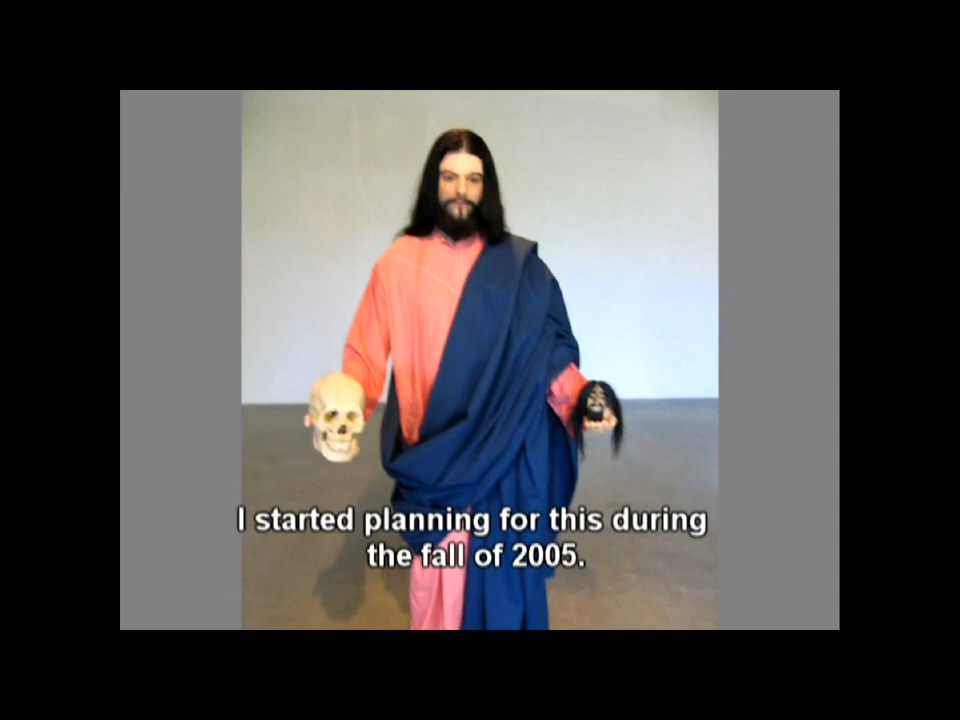 I started planning for this during
the fall of 2005.